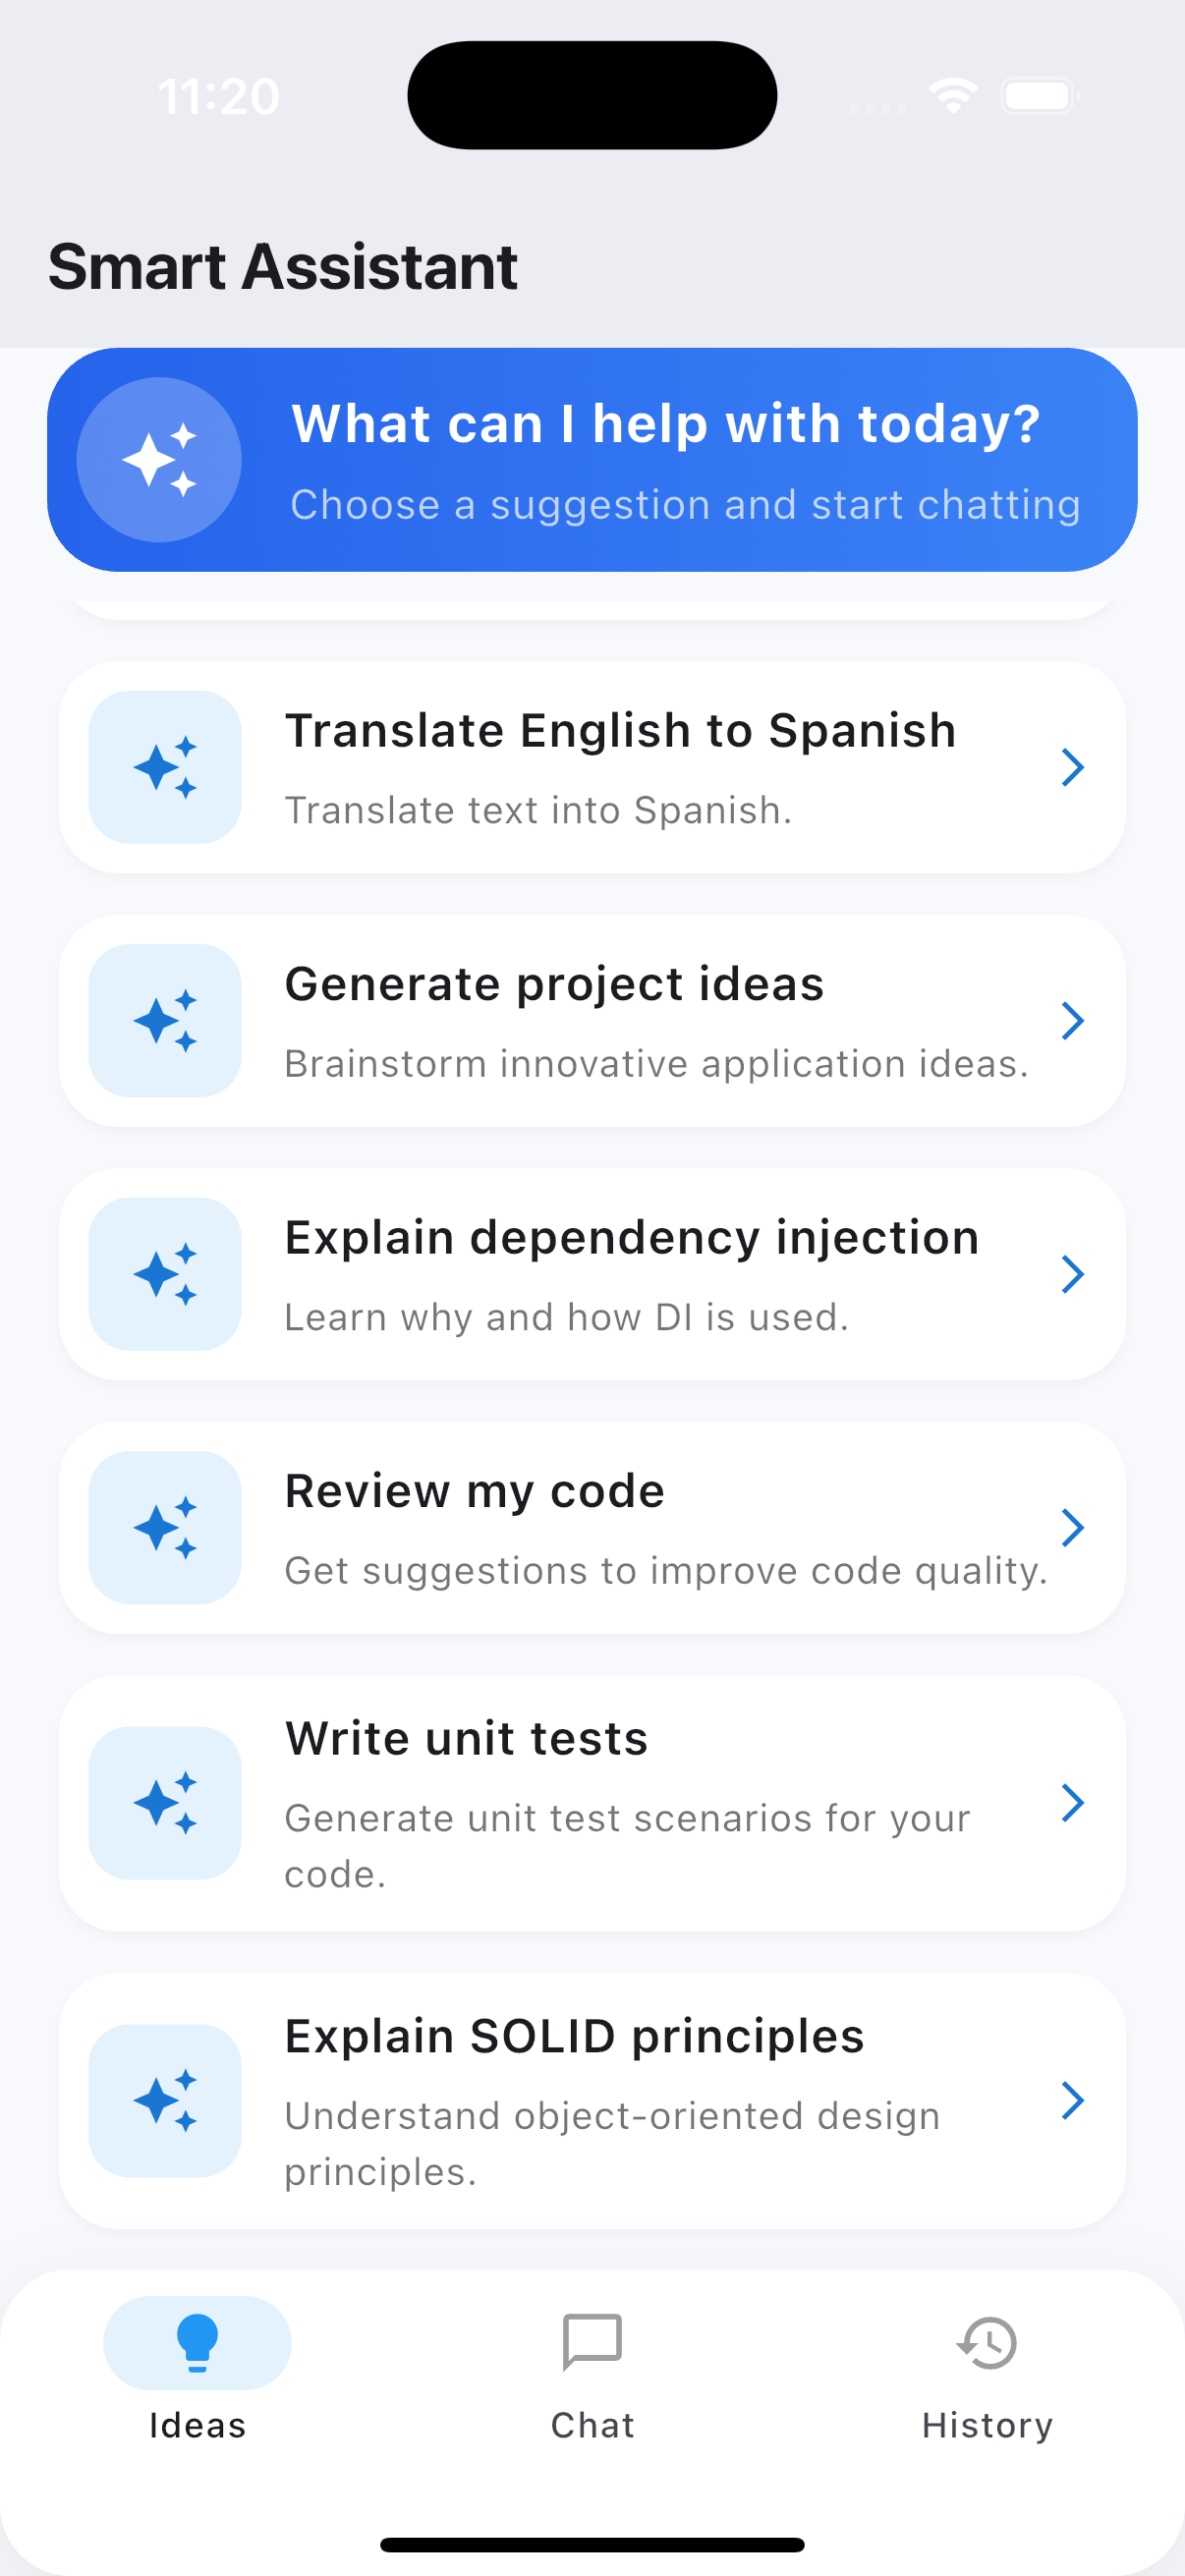 11:20
Smart Assistant
What can I help with today?
Choose a suggestion and start chatting
Translate English to Spanish
Translate text into Spanish.
Generate project ideas
Brainstorm innovative application ideas.
Explain dependency injection
Learn why and how DI is used.
Review my code
Get suggestions to improve code quality.
Write unit tests
Generate unit test scenarios for your
code.
Explain SOLID principles
Understand object-oriented design
principles.
Ideas
Chat
History